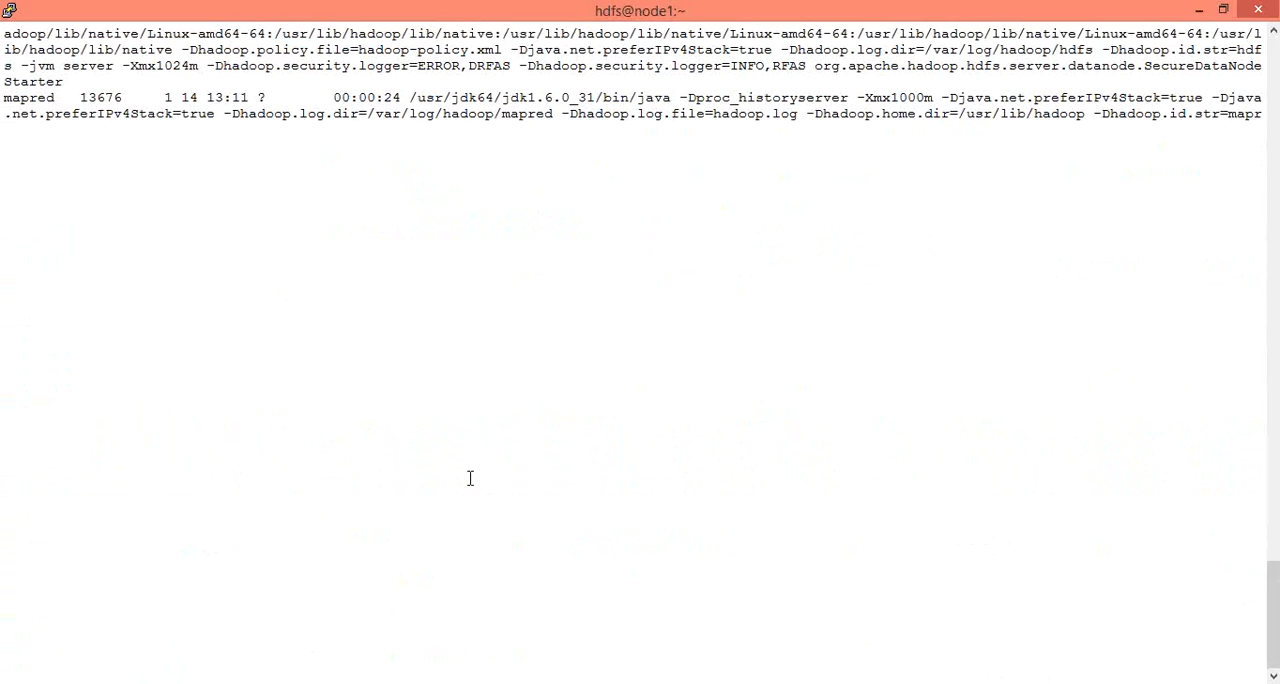 hdfs@node1:~
adoop/lib/native/Linux-amd64-64:/usr/lib/hadoop/lib/native:/usr/lib/hadoop/lib/native/Linux-amd64-64:/usr/lib/hadoop/lib/native/Linux-amd64-64:/usr/l
ib/hadoop/lib/native -Dhadoop.policy.file=hadoop-policy.xml -Djava.net.preferIPv4Stack=true -Dhadoop.log.dir=/var/log/hadoop/hdfs -Dhadoop.id.str=hdf
s -jvm server -Xmx1024m -Dhadoop.security.logger=ERROR,DRFAS -Dhadoop.security.logger=INFO,RFAS org.apache.hadoop.hdfs.server.datanode.SecureDataNode
Starter
mapred   13676     1 14 13:11 ?        00:00:24 /usr/jdk64/jdk1.6.0_31/bin/java -Dproc_historyserver -Xmx1000m -Djava.net.preferIPv4Stack=true -Djava
.net.preferIPv4Stack=true -Dhadoop.log.dir=/var/log/hadoop/mapred -Dhadoop.log.file=hadoop.log -Dhadoop.home.dir=/usr/lib/hadoop -Dhadoop.id.str=mapr